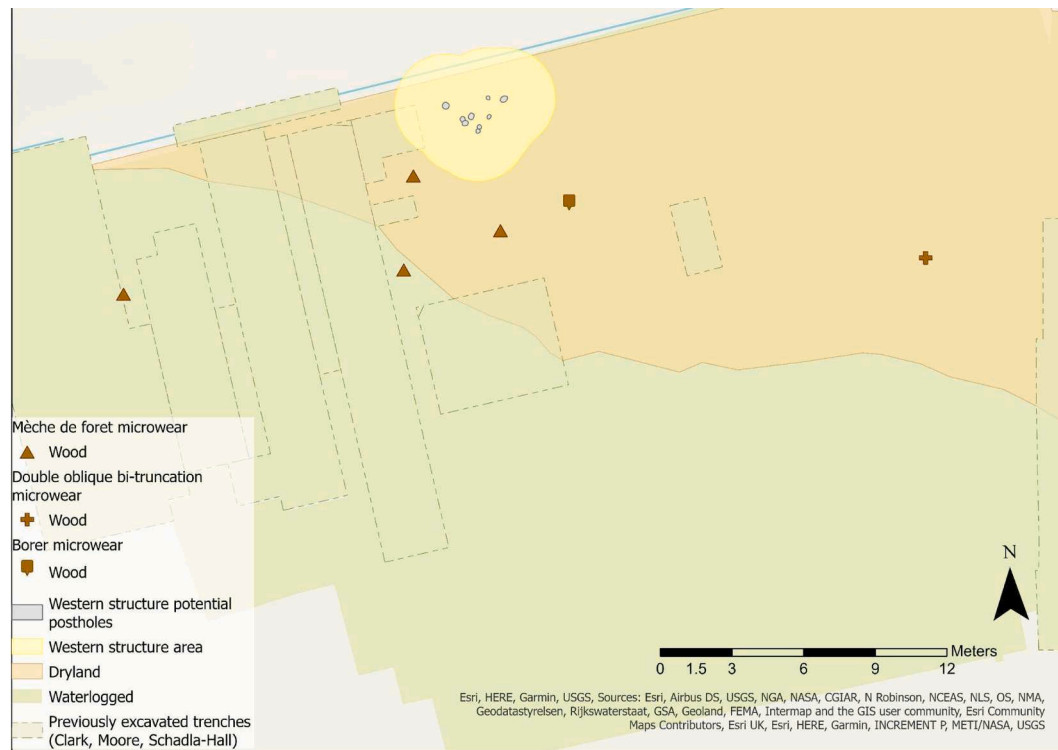 Mèche de foret microwear
Wood
Double oblique bi-truncation
microwear
Wood
Borer microwear
Wood
Western structure potential
postholes
Western structure area
Dryland
Waterlogged
Previously excavated trenches
(Clark, Moore, Schadla-Hall)
N
Meters
0 1.5 3 6 9 12
Esri, HERE, Garmin, USGS, Sources: Esri, Airbus DS, USGS, NGA, NASA, CGIAR, N Robinson, NCEAS, NLS, OS, NMA,
Geodatastyrelsen, Rijkswaterstaat, GSA, Geoland, FEMA, Intermap and the GIS user community, Esri Community
Maps Contributors, Esri UK, Esri, HERE, Garmin, INCREMENT P, METI/NASA, USGS